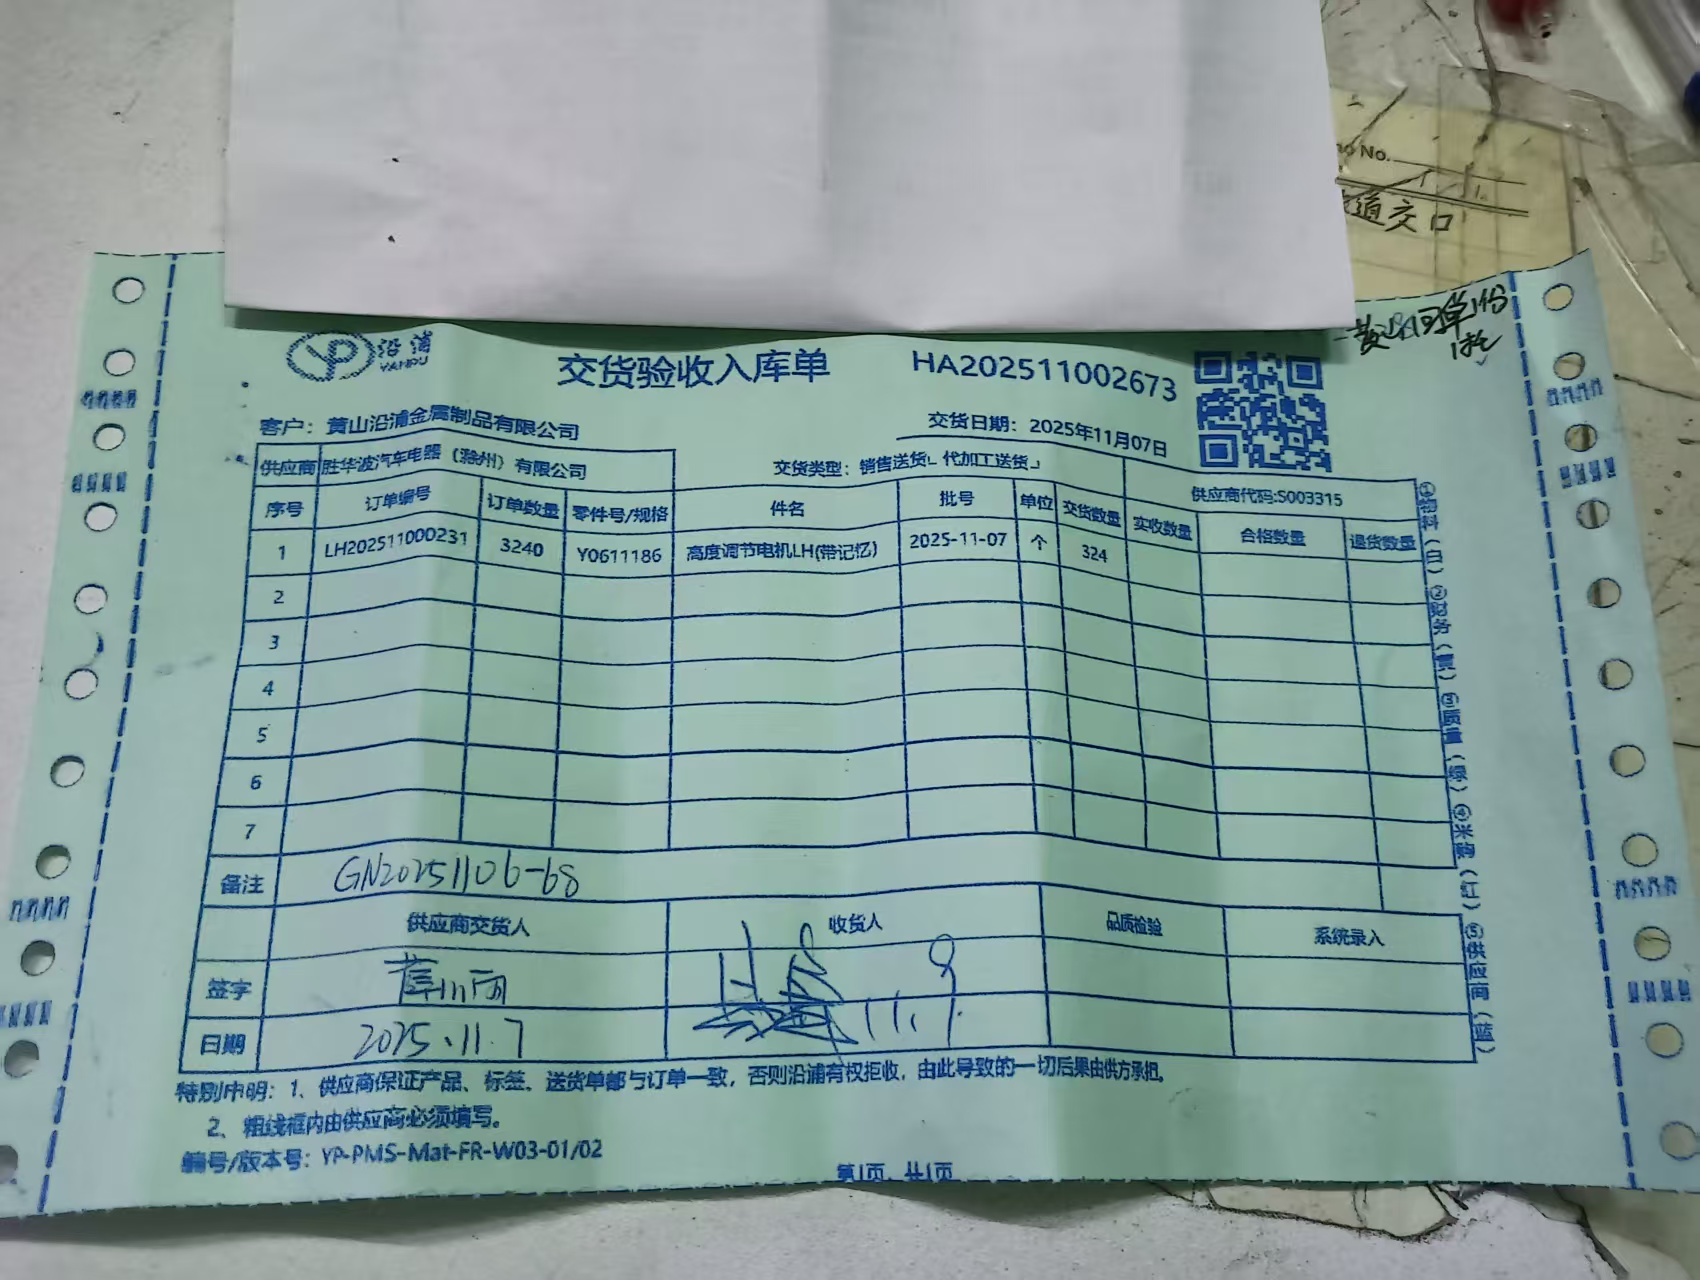 No.
通交口
回单1份
沿浦
YANPU
YP
交货验收入库单
HA202511002673
客户：黄山沿浦金属制品有限公司
交货日期：2025年11月07日
供应商 胜华波汽车电器（滁州）有限公司 交货类型：销售送货 代加工送货 供应商代码:S003315
序号 订单编号 订单数量 零件号/规格 件名 批号 单位 交货数量 实收数量 合格数量 退货数量
1 LH202511000231 3240 Y0611186 高度调节电机LH(带记忆) 2025-11-07 个 324
2
3
4
5
6
7
备注 GN20251106-68
供应商交货人 收货人 品质检验 系统录入
签字
日期 2025.11.7 11.9
特别申明：1、供应商保证产品、标签、送货单都与订单一致，否则沿浦有权拒收，由此导致的一切后果由供方承担。
2、粗线框内由供应商必须填写。
编号/版本号：YP-PMS-Mat-FR-W03-01/02
第1页，共1页
（白）②财务（黄）③质量（绿）④采购（红）⑤供应商（蓝）